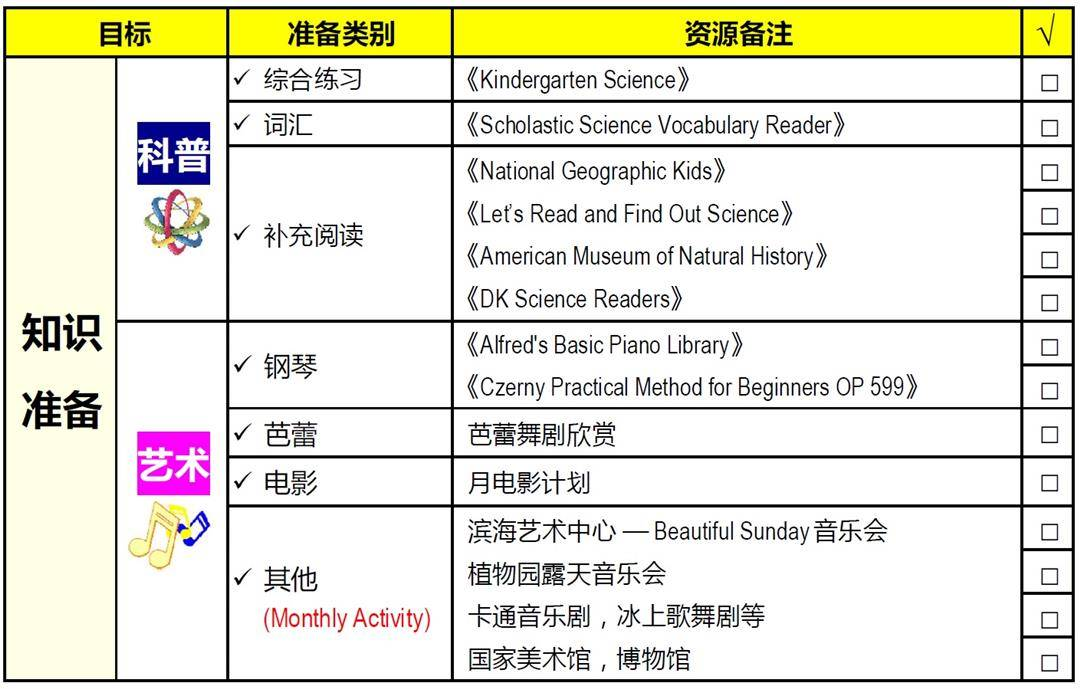 目标 准备类别 资源备注 √
知识
准备
科普
✓ 综合练习 《Kindergarten Science》 □
✓ 词汇 《Scholastic Science Vocabulary Reader》 □
✓ 补充阅读
《National Geographic Kids》 □
《Let’s Read and Find Out Science》 □
《American Museum of Natural History》 □
《DK Science Readers》 □
艺术
✓ 钢琴
《Alfred's Basic Piano Library》 □
《Czerny Practical Method for Beginners OP 599》 □
✓ 芭蕾 芭蕾舞剧欣赏 □
✓ 电影 月电影计划 □
✓ 其他
(Monthly Activity)
滨海艺术中心 — Beautiful Sunday 音乐会 □
植物园露天音乐会 □
卡通音乐剧，冰上歌舞剧等 □
国家美术馆，博物馆 □